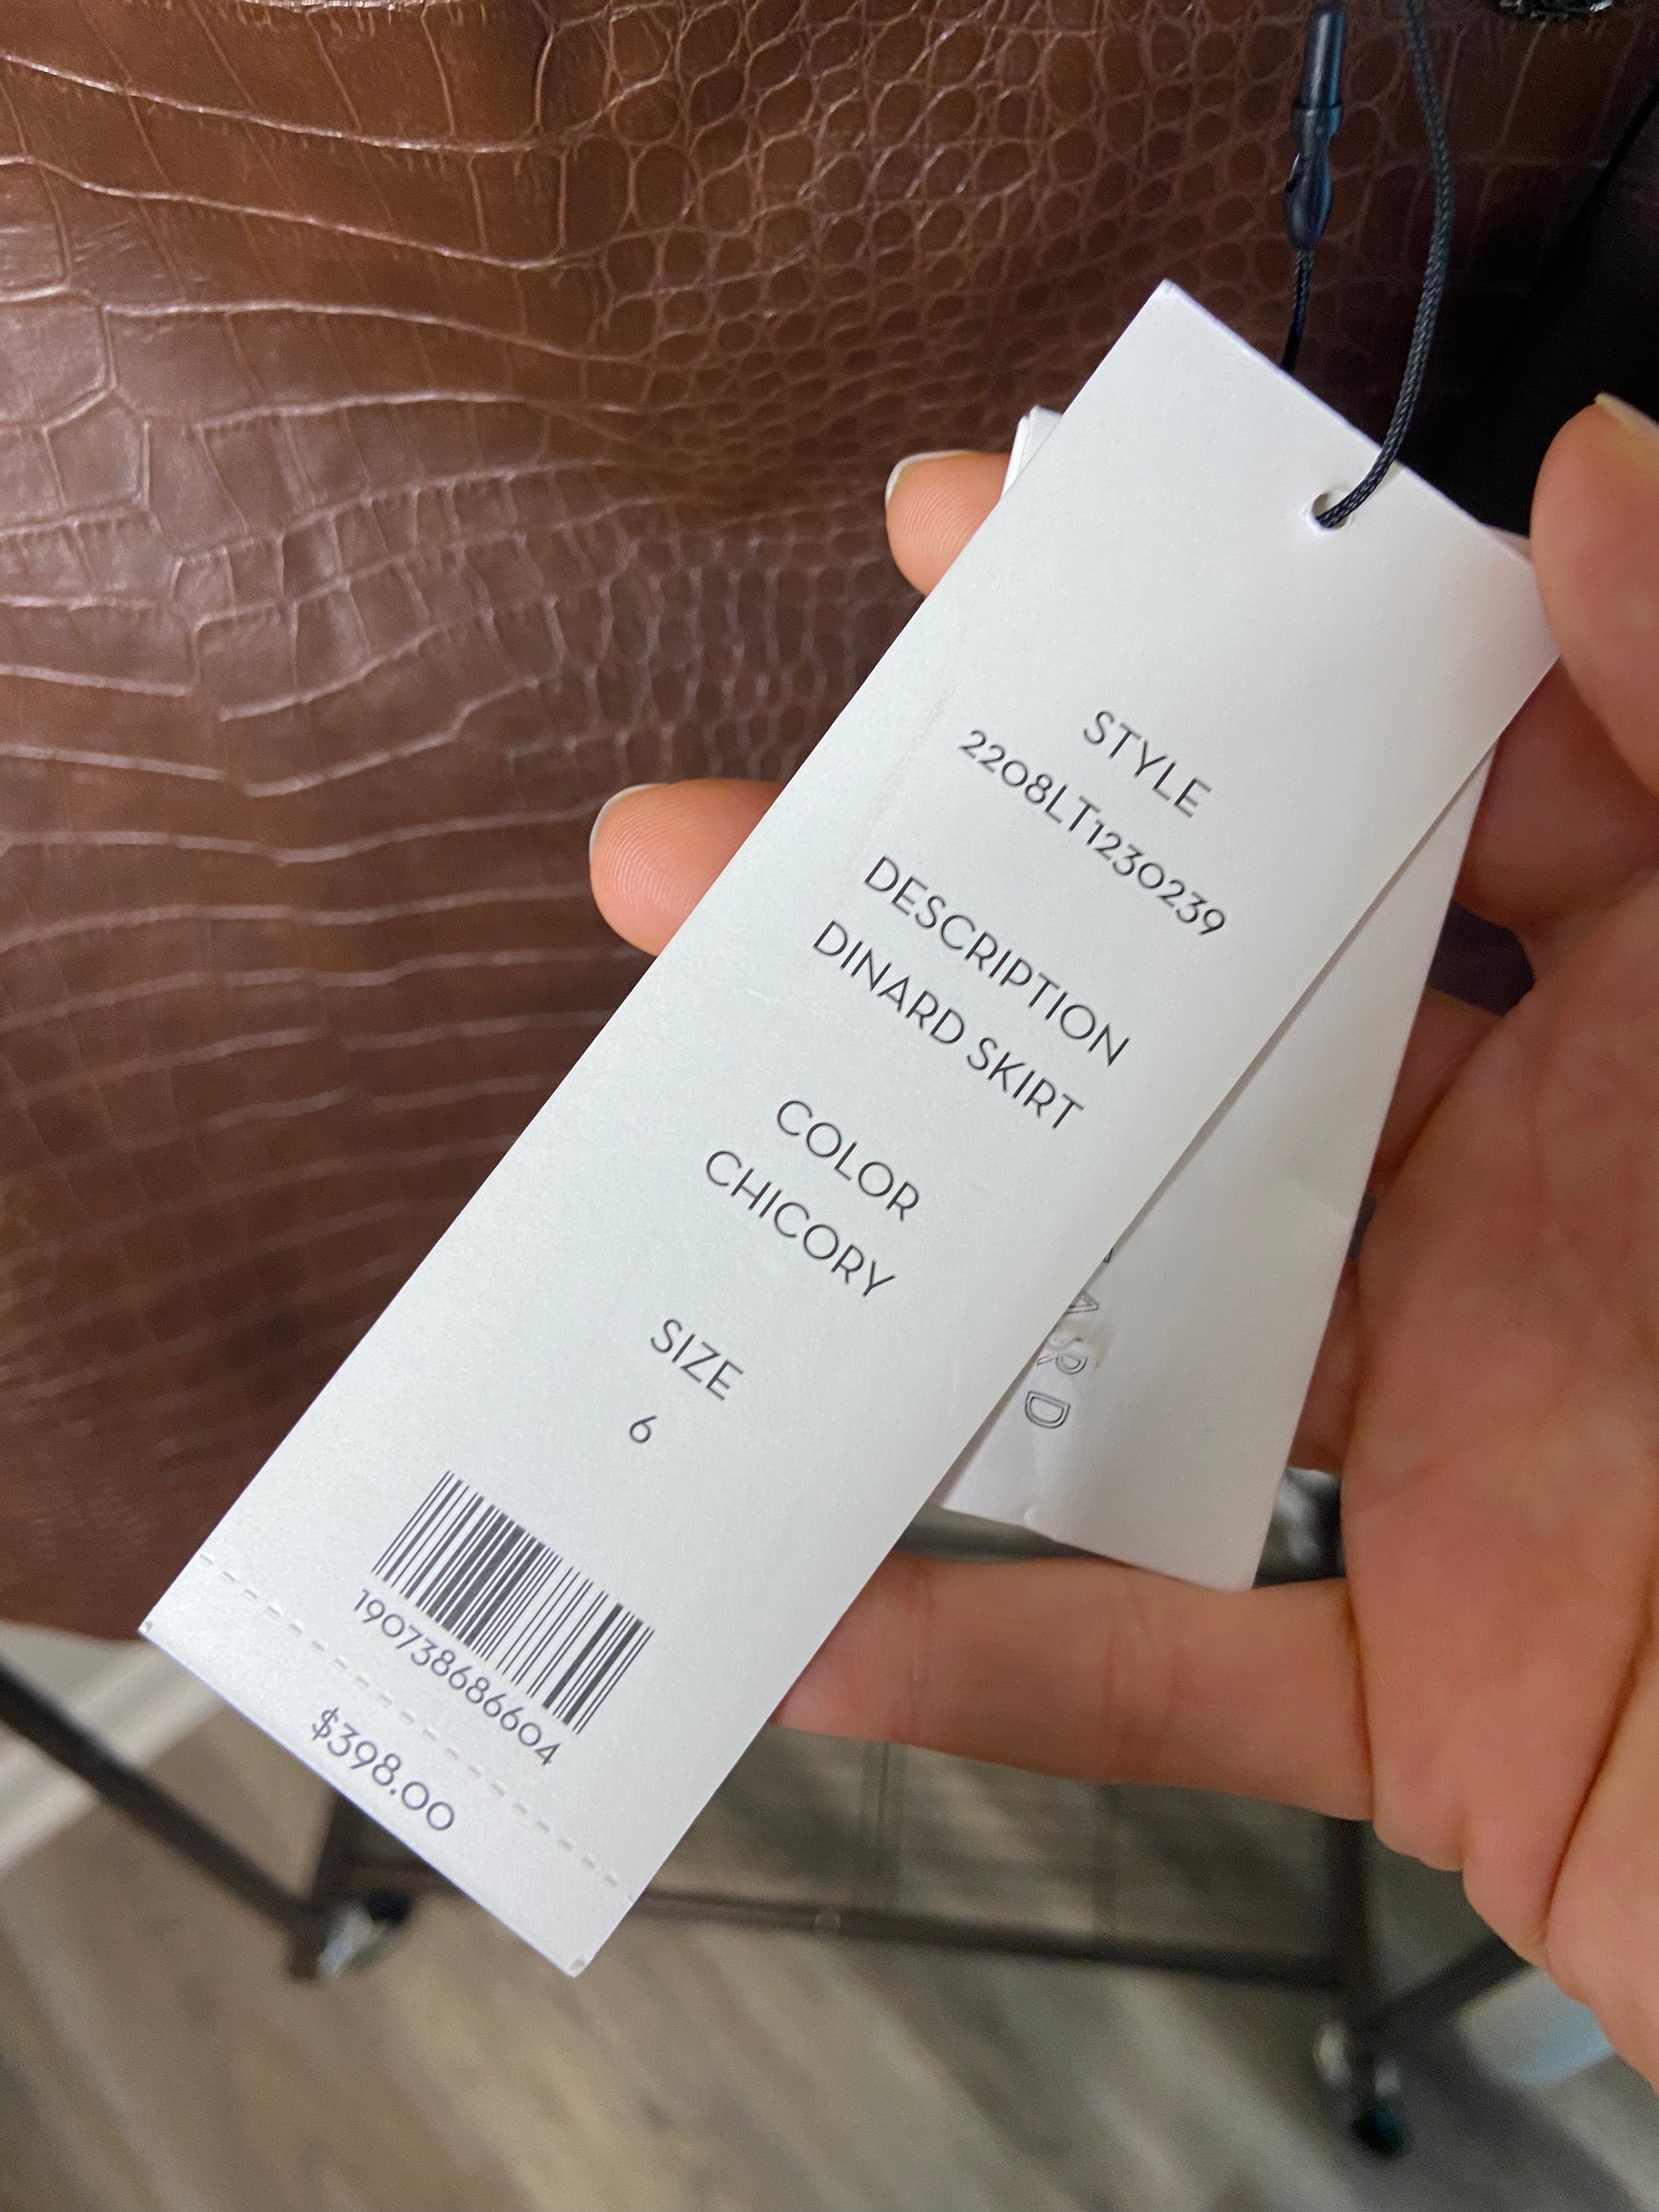 STYLE
2208LT1230239
DESCRIPTION
DINARD SKIRT
COLOR
CHICORY
SIZE
6
190738686604
$398.00